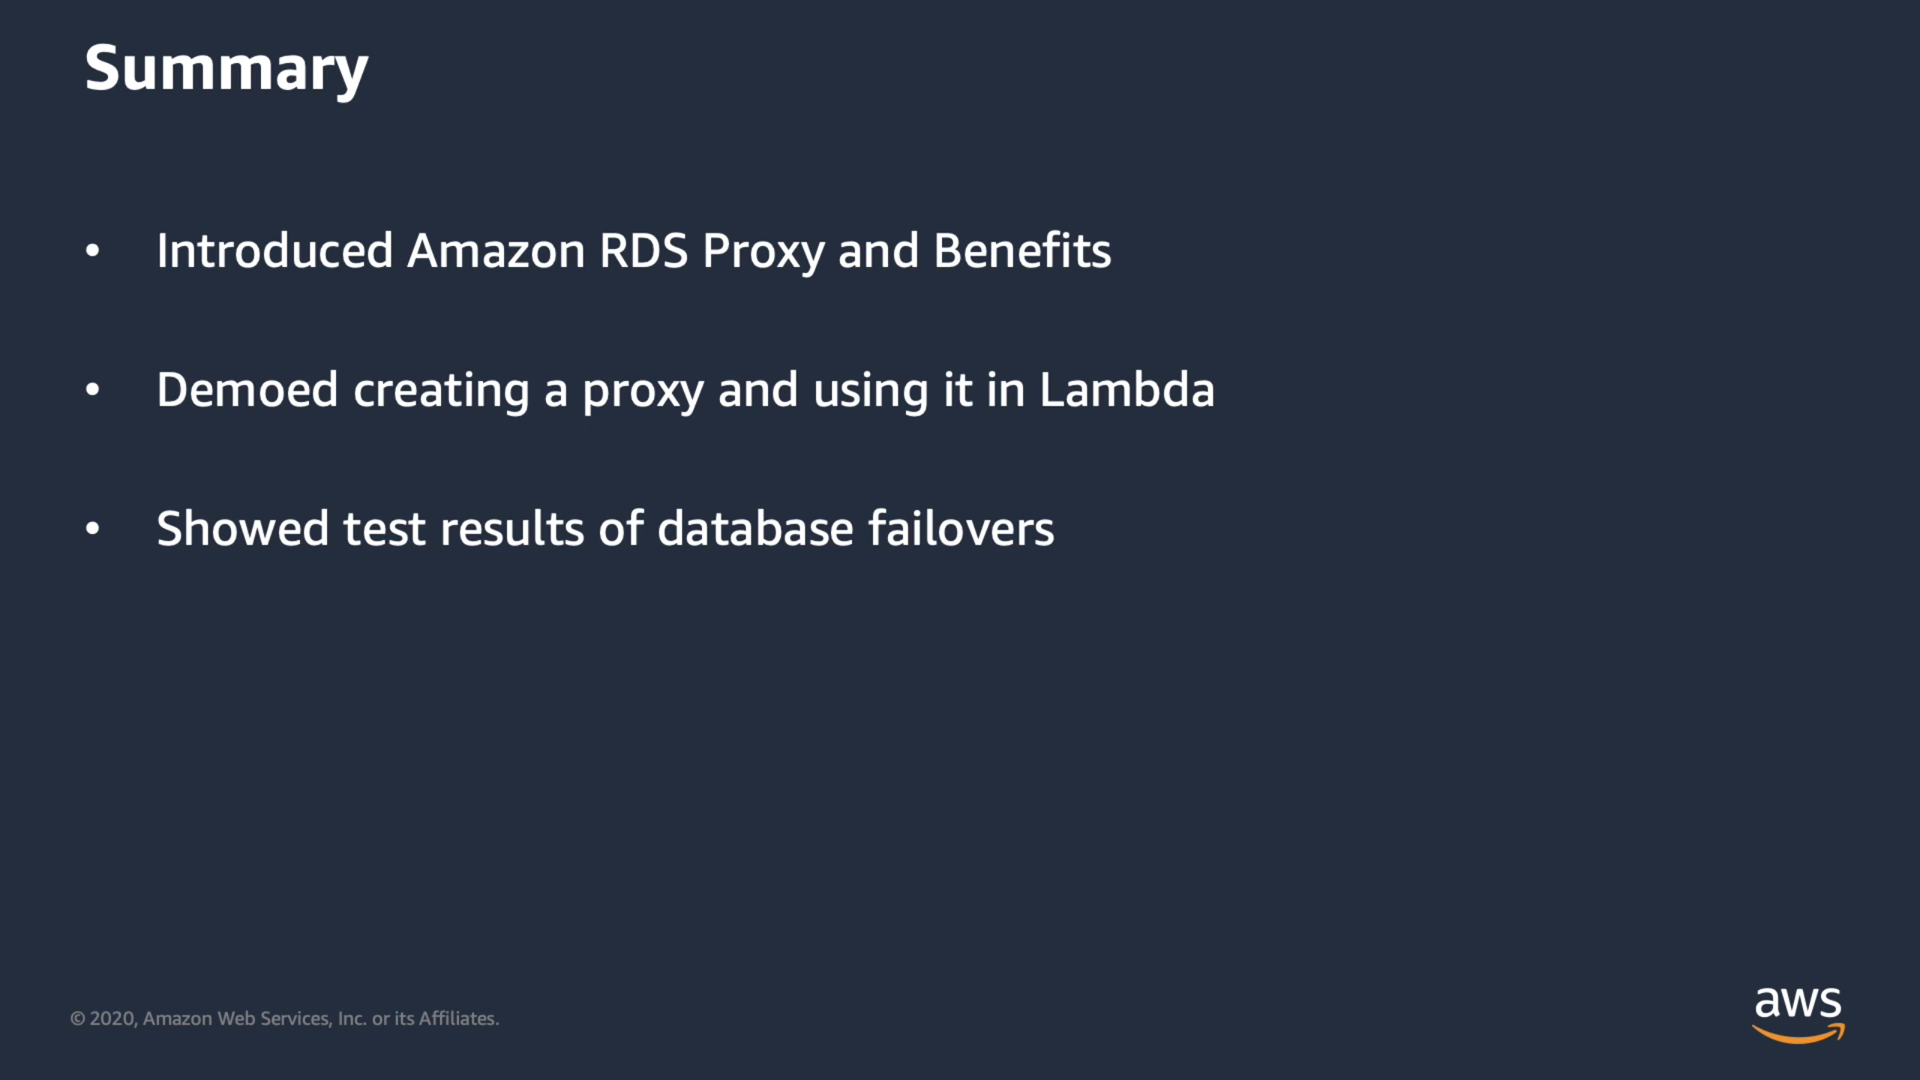 Summary
• Introduced Amazon RDS Proxy and Benefits
• Demoed creating a proxy and using it in Lambda
• Showed test results of database failovers
© 2020, Amazon Web Services, Inc. or its Affiliates.
aws